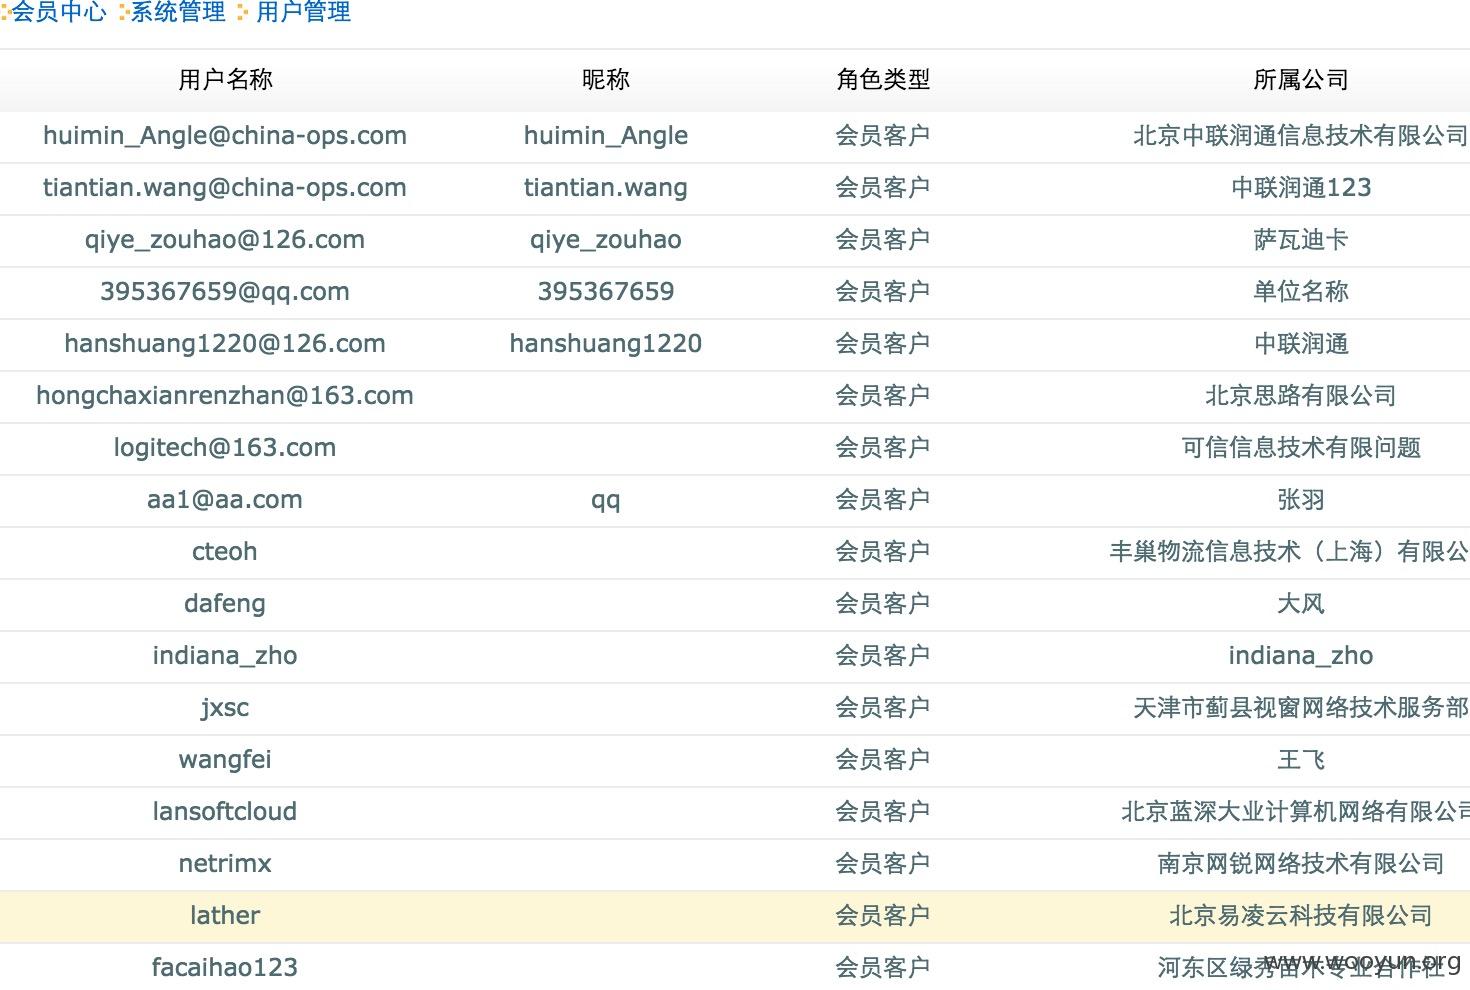 会员中心 系统管理 用户管理
用户名称 昵称 角色类型 所属公司
huimin_Angle@china-ops.com huimin_Angle 会员客户 北京中联润通信息技术有限公司
tiantian.wang@china-ops.com tiantian.wang 会员客户 中联润通123
qiye_zouhao@126.com qiye_zouhao 会员客户 萨瓦迪卡
395367659@qq.com 395367659 会员客户 单位名称
hanshuang1220@126.com hanshuang1220 会员客户 中联润通
hongchaxianrenzhan@163.com 会员客户 北京思路有限公司
logitech@163.com 会员客户 可信信息技术有限问题
aa1@aa.com qq 会员客户 张羽
cteoh 会员客户 丰巢物流信息技术（上海）有限公
dafeng 会员客户 大风
indiana_zho 会员客户 indiana_zho
jxsc 会员客户 天津市蓟县视窗网络技术服务部
wangfei 会员客户 王飞
lansoftcloud 会员客户 北京蓝深大业计算机网络有限公司
netrimx 会员客户 南京网锐网络技术有限公司
lather 会员客户 北京易凌云科技有限公司
facaihao123 会员客户 河东区绿秀苗木专业合作社
www.wooyun.org